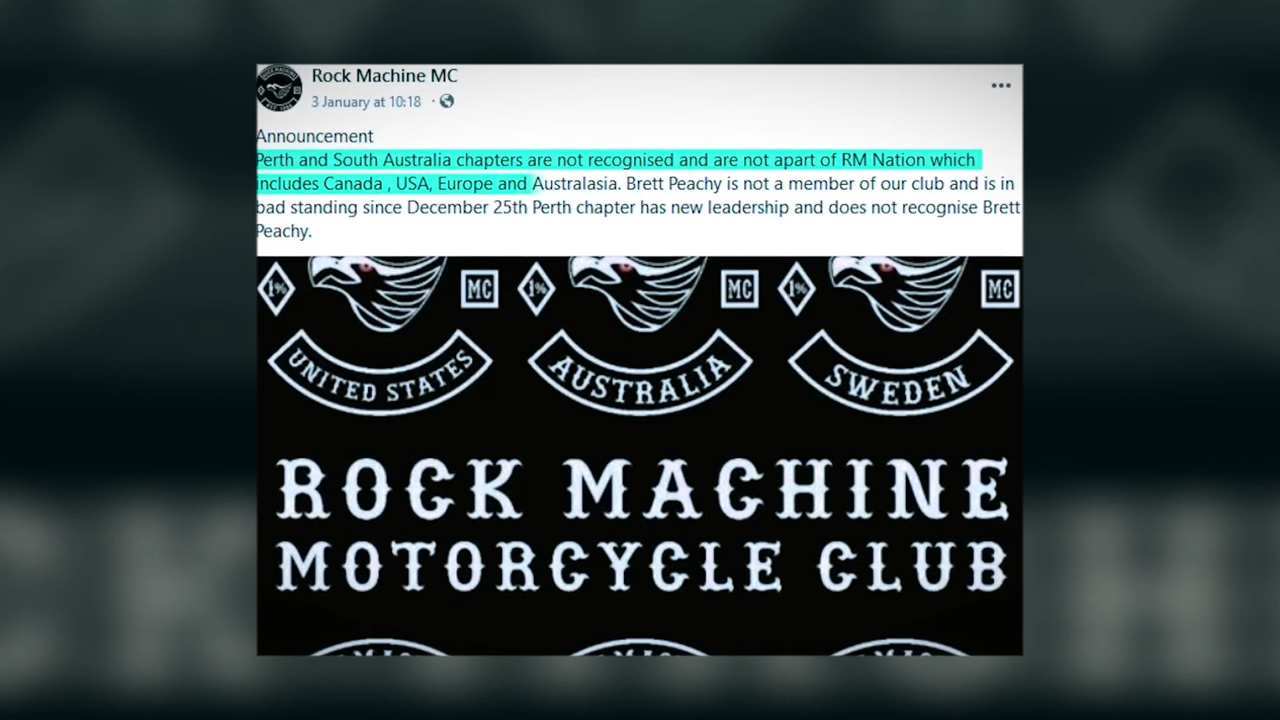 Rock Machine MC
3 January at 10:18 ·
Announcement
Perth and South Australia chapters are not recognised and are not apart of RM Nation which
includes Canada , USA, Europe and Australasia. Brett Peachy is not a member of our club and is in
bad standing since December 25th Perth chapter has new leadership and does not recognise Brett
Peachy.
1% MC 1% MC 1% MC
UNITED STATES AUSTRALIA SWEDEN
ROCK MACHINE
MOTORCYCLE CLUB